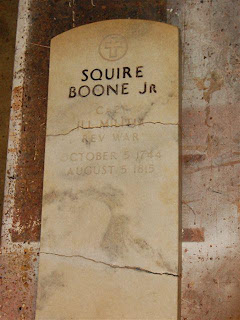 SQUIRE
BOONE JR
REV WAR
OCTOBER 5 1744
AUGUST 5 1815